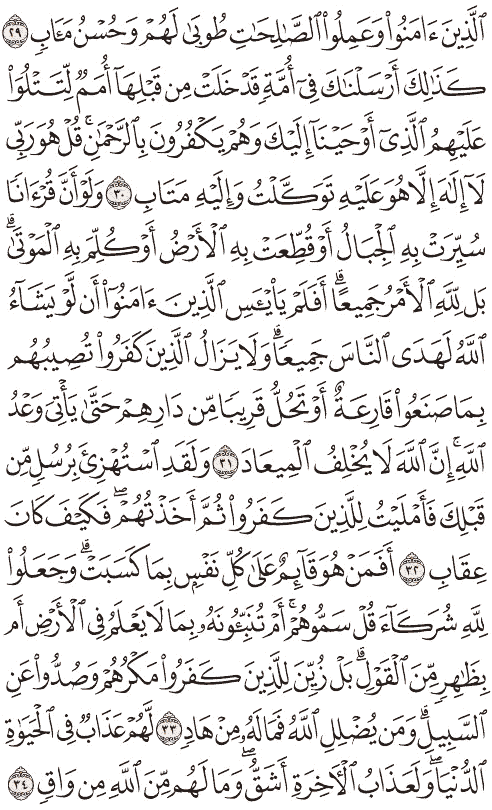 ٱلَّذِينَ ءَامَنُوا۟ وَعَمِلُوا۟ ٱلصَّـٰلِحَـٰتِ طُوبَىٰ لَهُمْ وَحُسْنُ مَـَٔابٍ ٢٩
كَذَٰلِكَ أَرْسَلْنَـٰكَ فِىٓ أُمَّةٍ قَدْ خَلَتْ مِن قَبْلِهَآ أُمَمٌ لِّتَتْلُوَا۟
عَلَيْهِمُ ٱلَّذِىٓ أَوْحَيْنَآ إِلَيْكَ وَهُمْ يَكْفُرُونَ بِٱلرَّحْمَـٰنِ ۚ قُلْ هُوَ رَبِّى
لَآ إِلَـٰهَ إِلَّا هُوَ عَلَيْهِ تَوَكَّلْتُ وَإِلَيْهِ مَتَابِ ٣٠ وَلَوْ أَنَّ قُرْءَانًا
سُيِّرَتْ بِهِ ٱلْجِبَالُ أَوْ قُطِّعَتْ بِهِ ٱلْأَرْضُ أَوْ كُلِّمَ بِهِ ٱلْمَوْتَىٰ ۗ
بَل لِّلَّهِ ٱلْأَمْرُ جَمِيعًا ۗ أَفَلَمْ يَا۟يْـَٔسِ ٱلَّذِينَ ءَامَنُوٓا۟ أَن لَّوْ يَشَآءُ
ٱللَّهُ لَهَدَى ٱلنَّاسَ جَمِيعًا ۗ وَلَا يَزَالُ ٱلَّذِينَ كَفَرُوا۟ تُصِيبُهُم
بِمَا صَنَعُوا۟ قَارِعَةٌ أَوْ تَحُلُّ قَرِيبًا مِّن دَارِهِمْ حَتَّىٰ يَأْتِىَ وَعْدُ
ٱللَّهِ ۚ إِنَّ ٱللَّهَ لَا يُخْلِفُ ٱلْمِيعَادَ ٣١ وَلَقَدِ ٱسْتُهْزِئَ بِرُسُلٍ مِّن
قَبْلِكَ فَأَمْلَيْتُ لِلَّذِينَ كَفَرُوا۟ ثُمَّ أَخَذْتُهُمْ ۖ فَكَيْفَ كَانَ
عِقَابِ ٣٢ أَفَمَنْ هُوَ قَآئِمٌ عَلَىٰ كُلِّ نَفْسٍۭ بِمَا كَسَبَتْ ۗ وَجَعَلُوا۟
لِلَّهِ شُرَكَآءَ قُلْ سَمُّوهُمْ ۚ أَمْ تُنَبِّـُٔونَهُۥ بِمَا لَا يَعْلَمُ فِى ٱلْأَرْضِ أَم
بِظَـٰهِرٍ مِّنَ ٱلْقَوْلِ ۗ بَلْ زُيِّنَ لِلَّذِينَ كَفَرُوا۟ مَكْرُهُمْ وَصُدُّوا۟ عَنِ
ٱلسَّبِيلِ ۗ وَمَن يُضْلِلِ ٱللَّهُ فَمَا لَهُۥ مِنْ هَادٍ ٣٣ لَّهُمْ عَذَابٌ فِى ٱلْحَيَوٰةِ
ٱلدُّنْيَا ۖ وَلَعَذَابُ ٱلْـَٔاخِرَةِ أَشَقُّ ۖ وَمَا لَهُم مِّنَ ٱللَّهِ مِن وَاقٍ ٣٤